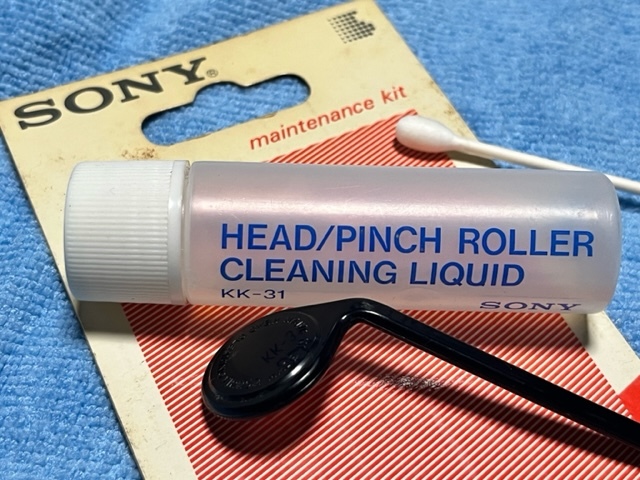 SONY®
maintenance kit
HEAD/PINCH ROLLER
CLEANING LIQUID
KK-31
SONY